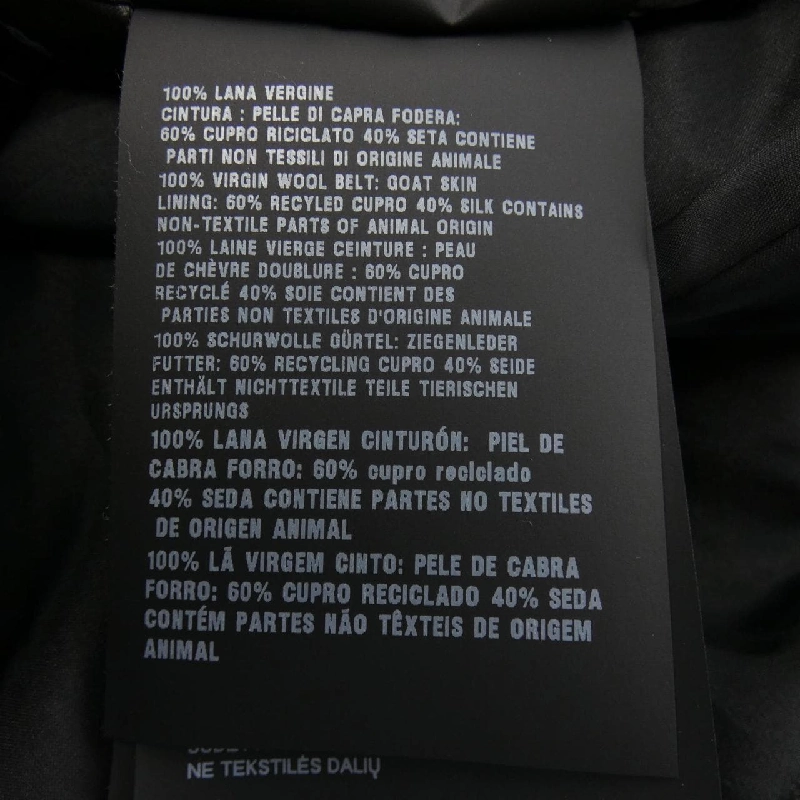 100% LANA VERGINE
CINTURA : PELLE DI CAPRA FODERA:
60% CUPRO RICICLATO 40% SETA CONTIENE
PARTI NON TESSILI DI ORIGINE ANIMALE
100% VIRGIN WOOL BELT: GOAT SKIN
LINING: 60% RECYLED CUPRO 40% SILK CONTAINS
NON-TEXTILE PARTS OF ANIMAL ORIGIN
100% LAINE VIERGE CEINTURE : PEAU
DE CHÈVRE DOUBLURE : 60% CUPRO
RECYCLÉ 40% SOIE CONTIENT DES
PARTIES NON TEXTILES D'ORIGINE ANIMALE
100% SCHURWOLLE GÜRTEL: ZIEGENLEDER
FUTTER: 60% RECYCLING CUPRO 40% SEIDE
ENTHÄLT NICHTTEXTILE TEILE TIERISCHEN
URSPRUNGS
100% LANA VIRGEN CINTURÓN: PIEL DE
CABRA FORRO: 60% cupro reciclado
40% SEDA CONTIENE PARTES NO TEXTILES
DE ORIGEN ANIMAL
100% LÃ VIRGEM CINTO: PELE DE CABRA
FORRO: 60% CUPRO RECICLADO 40% SEDA
CONTÉM PARTES NÃO TÊXTEIS DE ORIGEM
ANIMAL
NE TEKSTILĖS DALIŲ